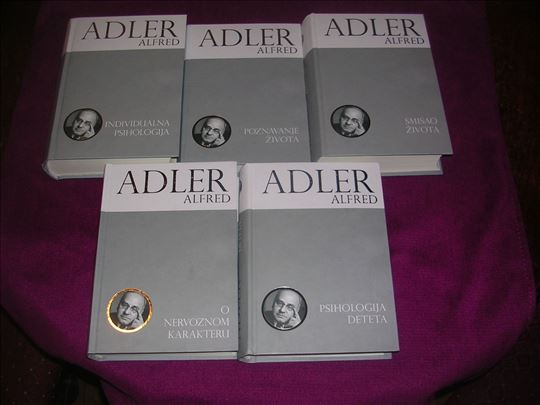 ADLER
ALFRED
INDIVIDUALNA
PSIHOLOGIJA
ADLER
ALFRED
POZNAVANJE
ŽIVOTA
ADLER
ALFRED
SMISAO
ŽIVOTA
ADLER
ALFRED
O
NERVOZNOM
KARAKTERU
ADLER
ALFRED
PSIHOLOGIJA
DETETA